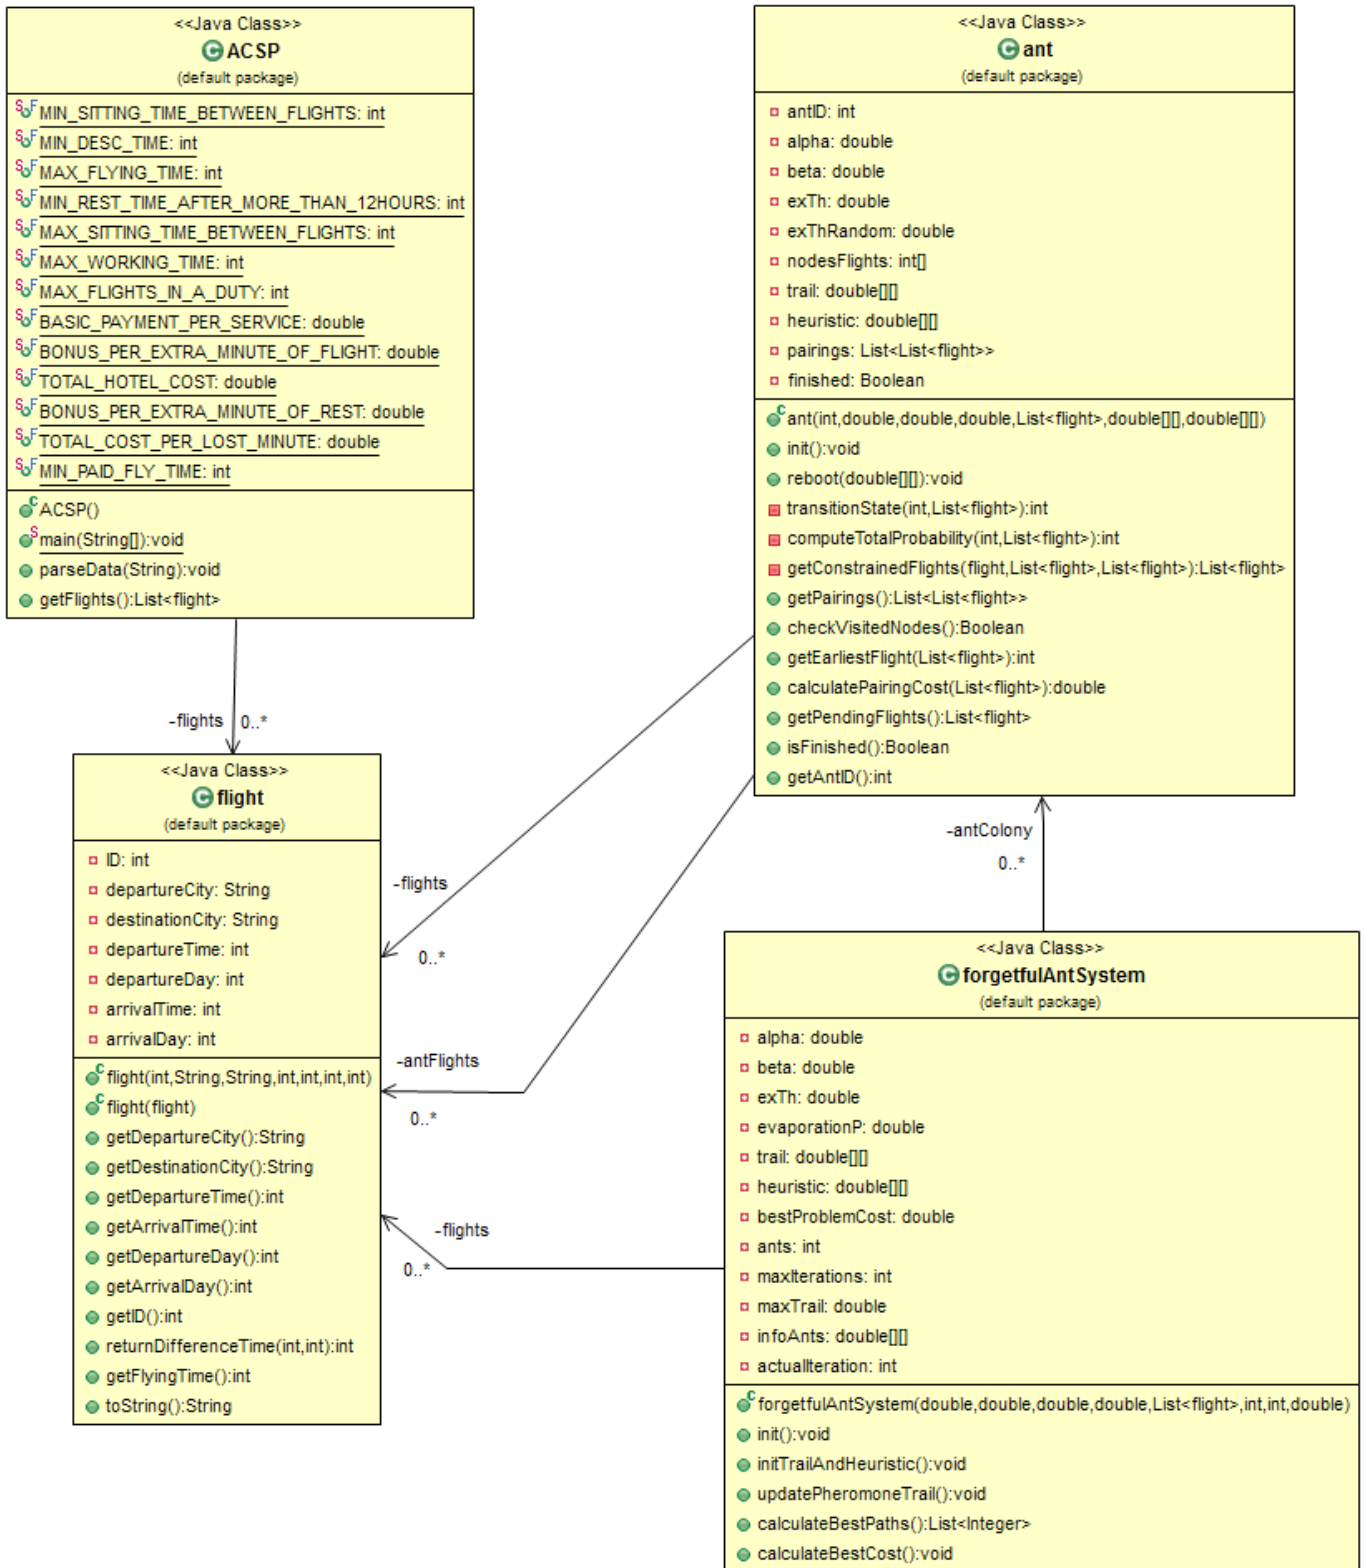 <<Java Class>>
ACSP
(default package)
MIN_SITTING_TIME_BETWEEN_FLIGHTS: int
MIN_DESC_TIME: int
MAX_FLYING_TIME: int
MIN_REST_TIME_AFTER_MORE_THAN_12HOURS: int
MAX_SITTING_TIME_BETWEEN_FLIGHTS: int
MAX_WORKING_TIME: int
MAX_FLIGHTS_IN_A_DUTY: int
BASIC_PAYMENT_PER_SERVICE: double
BONUS_PER_EXTRA_MINUTE_OF_FLIGHT: double
TOTAL_HOTEL_COST: double
BONUS_PER_EXTRA_MINUTE_OF_REST: double
TOTAL_COST_PER_LOST_MINUTE: double
MIN_PAID_FLY_TIME: int
ACSP()
main(String[]):void
parseData(String):void
getFlights():List<flight>
-flights 0..*
<<Java Class>>
ant
(default package)
antID: int
alpha: double
beta: double
exTh: double
exThRandom: double
nodesFlights: int[]
trail: double[][]
heuristic: double[][]
pairings: List<List<flight>>
finished: Boolean
ant(int,double,double,double,List<flight>,double[][],double[][])
init():void
reboot(double[][]):void
transitionState(int,List<flight>):int
computeTotalProbability(int,List<flight>):int
getConstrainedFlights(flight,List<flight>,List<flight>):List<flight>
getPairings():List<List<flight>>
checkVisitedNodes():Boolean
getEarliestFlight(List<flight>):int
calculatePairingCost(List<flight>):double
getPendingFlights():List<flight>
isFinished():Boolean
getAntID():int
-antColony
0..*
<<Java Class>>
flight
(default package)
ID: int
departureCity: String
destinationCity: String
departureTime: int
departureDay: int
arrivalTime: int
arrivalDay: int
flight(int,String,String,int,int,int,int)
flight(flight)
getDepartureCity():String
getDestinationCity():String
getDepartureTime():int
getArrivalTime():int
getDepartureDay():int
getArrivalDay():int
getID():int
returnDifferenceTime(int,int):int
getFlyingTime():int
toString():String
-flights
0..*
-antFlights
0..*
-flights
0..*
<<Java Class>>
forgetfulAntSystem
(default package)
alpha: double
beta: double
exTh: double
evaporationP: double
trail: double[][]
heuristic: double[][]
bestProblemCost: double
ants: int
maxIterations: int
maxTrail: double
infoAnts: double[][]
actualIteration: int
forgetfulAntSystem(double,double,double,double,List<flight>,int,int,double)
init():void
initTrailAndHeuristic():void
updatePheromoneTrail():void
calculateBestPaths():List<Integer>
calculateBestCost():void